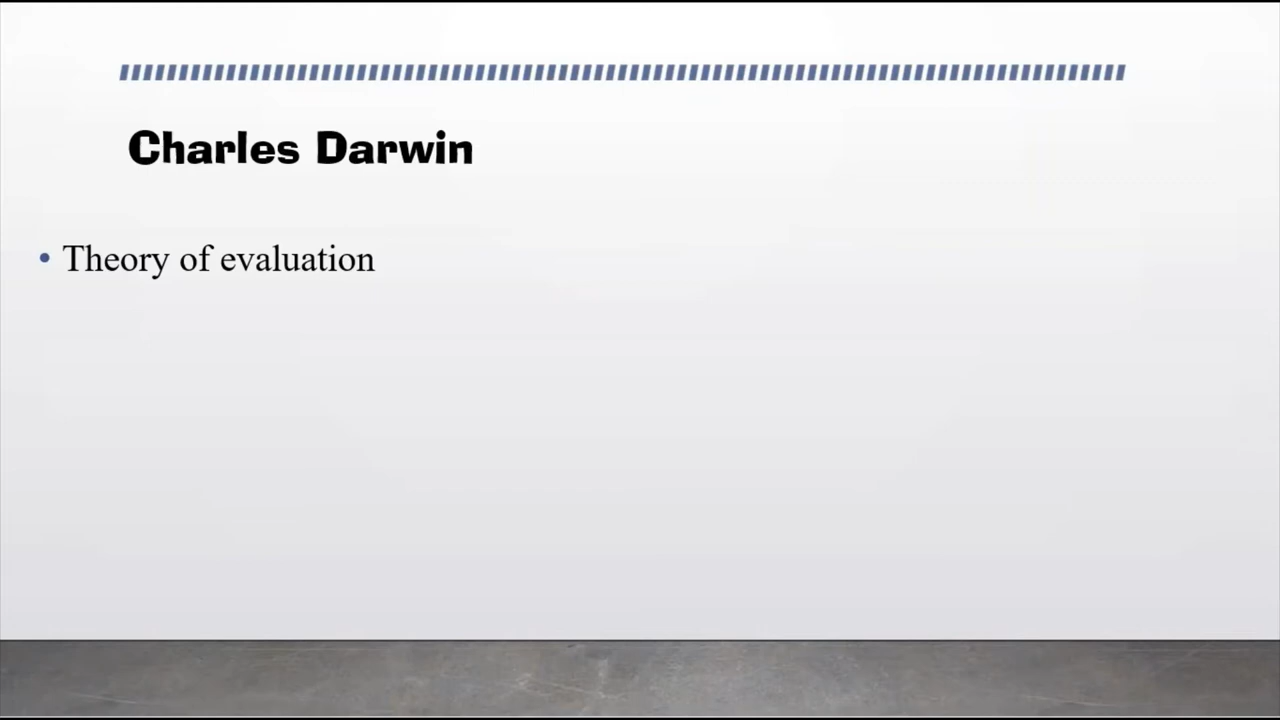 Charles Darwin
• Theory of evaluation